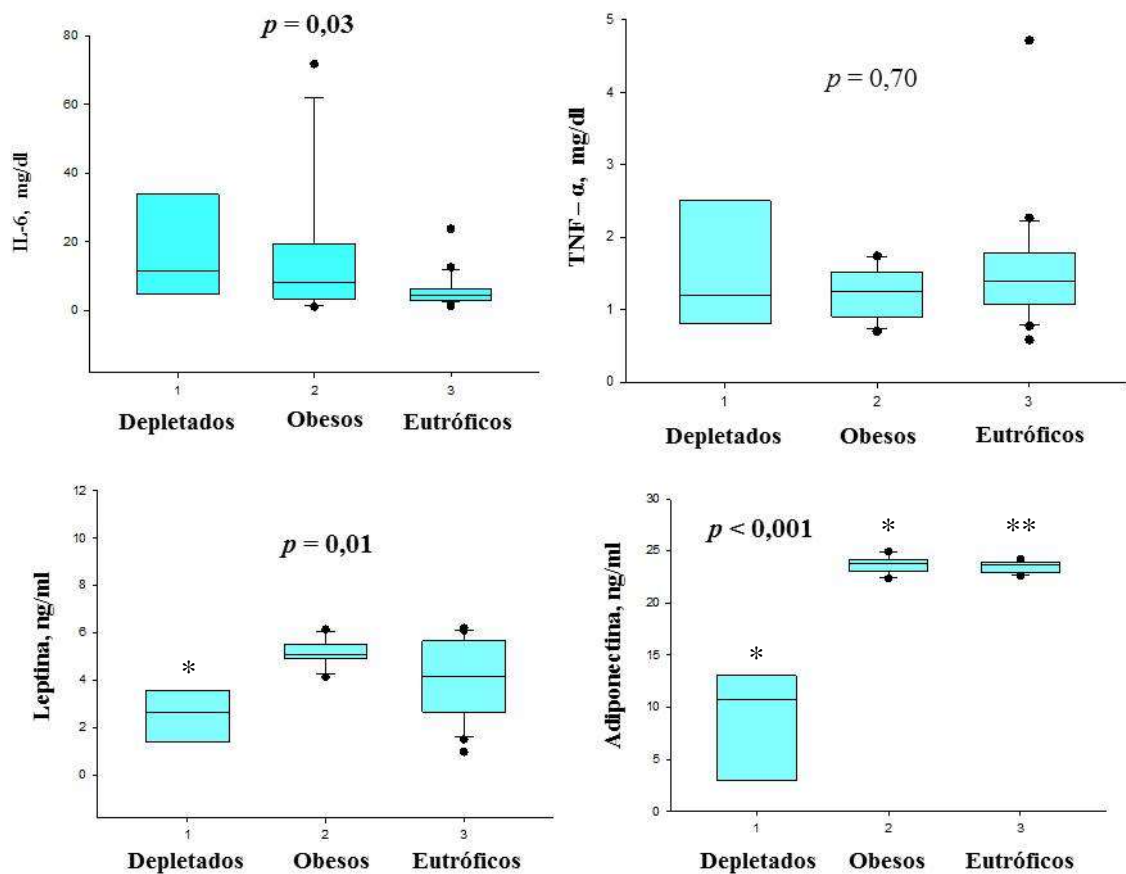 p = 0,03
80
60
40
20
0
IL-6, mg/dl
1
2
3
Depletados
Obesos
Eutróficos
5
4
3
2
1
0
p = 0,70
TNF– α, mg/dl
1
2
3
Depletados
Obesos
Eutróficos
12
10
8
6
4
2
0
p = 0,01
*
Leptina, ng/ml
1
2
3
Depletados
Obesos
Eutróficos
30
25
20
15
10
5
0
p < 0,001
*
**
*
Adiponectina, ng/ml
1
2
3
Depletados
Obesos
Eutróficos